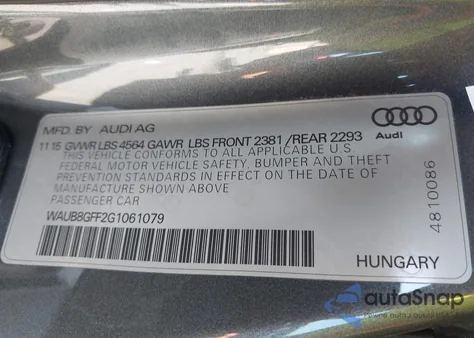 MFD. BY AUDI AG
11 15 GVWR LBS 4564 GAWR LBS FRONT 2381 / REAR 2293
THIS VEHICLE CONFORMS TO ALL APPLICABLE U.S.
FEDERAL MOTOR VEHICLE SAFETY, BUMPER AND THEFT
PREVENTION STANDARDS IN EFFECT ON THE DATE OF
MANUFACTURE SHOWN ABOVE
PASSENGER CAR
WAUB8GFF2G1061079
Audi
4810086
HUNGARY
autoSnap